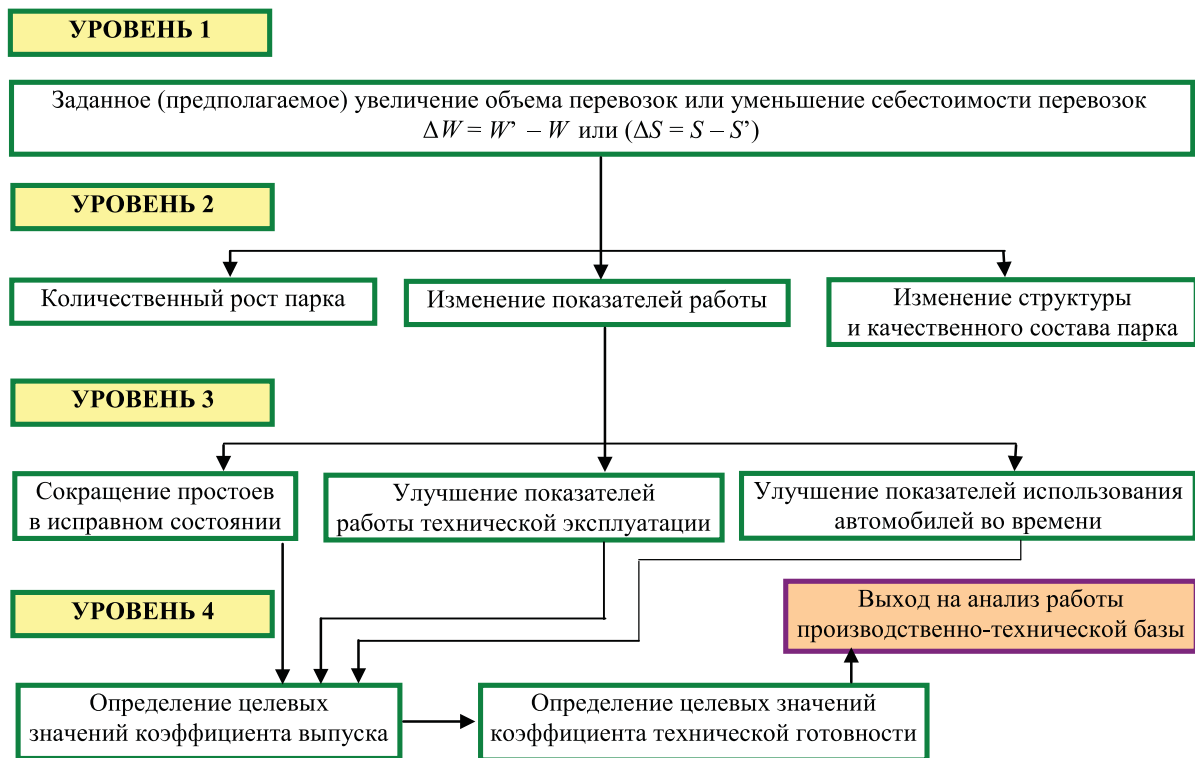 УРОВЕНЬ 1
Заданное (предполагаемое) увеличение объема перевозок или уменьшение себестоимости перевозок
ΔW = W’ – W или (ΔS = S – S’)
УРОВЕНЬ 2
Количественный рост парка
Изменение показателей работы
Изменение структуры
и качественного состава парка
УРОВЕНЬ 3
Сокращение простоев
в исправном состоянии
Улучшение показателей
работы технической эксплуатации
Улучшение показателей использования
автомобилей во времени
УРОВЕНЬ 4
Выход на анализ работы
производственно-технической базы
Определение целевых
значений коэффициента выпуска
Определение целевых значений
коэффициента технической готовности